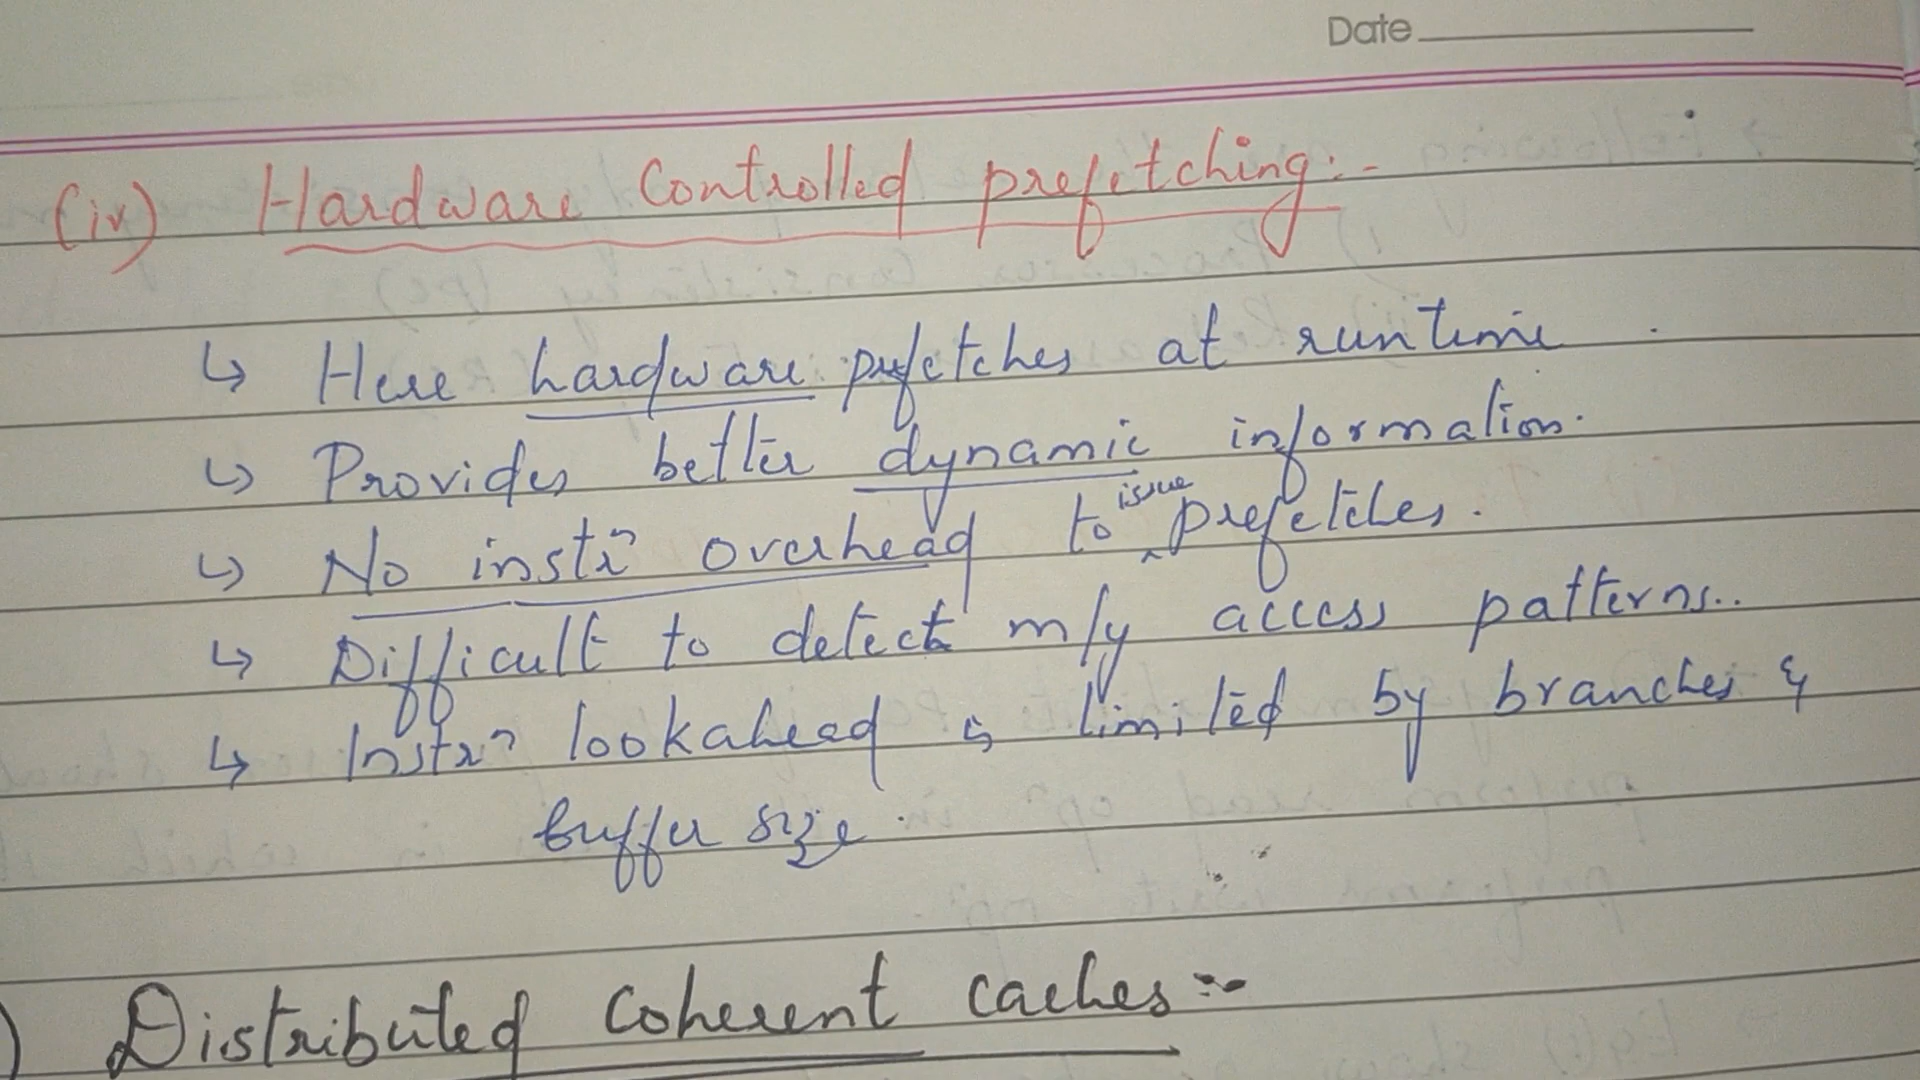 Date
(iv) Hardware Controlled prefetching:-
↳ Here hardware prefetches at runtime.
↳ Provides better dynamic information.
↳ No instrⁿ overhead to issue prefetches.
↳ Difficult to detect m/y access patterns..
↳ Instrⁿ lookahead is limited by branches &
buffer size.
) Distributed Coherent caches :-